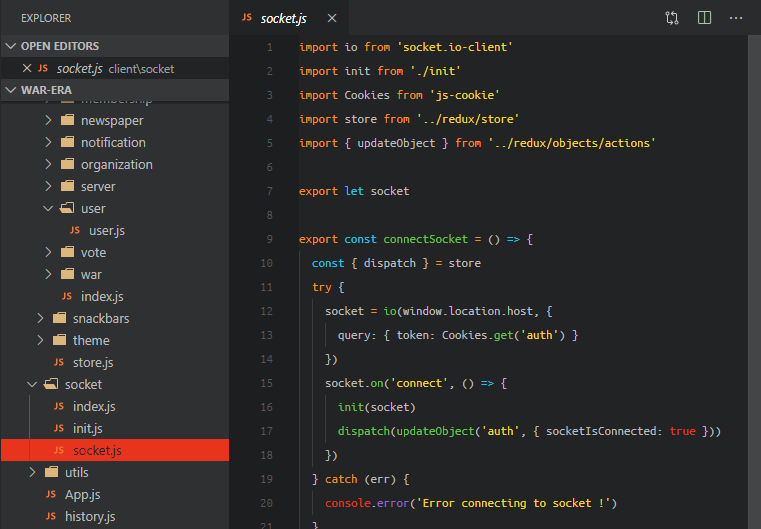 EXPLORER
OPEN EDITORS
JS socket.js client\socket
WAR-ERA
membership
newspaper
notification
organization
server
user
JS user.js
vote
war
JS index.js
snackbars
theme
JS store.js
socket
JS index.js
JS init.js
JS socket.js
utils
JS App.js
JS history.js
JS socket.js
1 import io from 'socket.io-client'
2 import init from './init'
3 import Cookies from 'js-cookie'
4 import store from '../redux/store'
5 import { updateObject } from '../redux/objects/actions'
6
7 export let socket
8
9 export const connectSocket = () => {
10 const { dispatch } = store
11 try {
12 socket = io(window.location.host, {
13 query: { token: Cookies.get('auth') }
14 })
15 socket.on('connect', () => {
16 init(socket)
17 dispatch(updateObject('auth', { socketIsConnected: true }))
18 })
19 } catch (err) {
20 console.error('Error connecting to socket !')
21 }